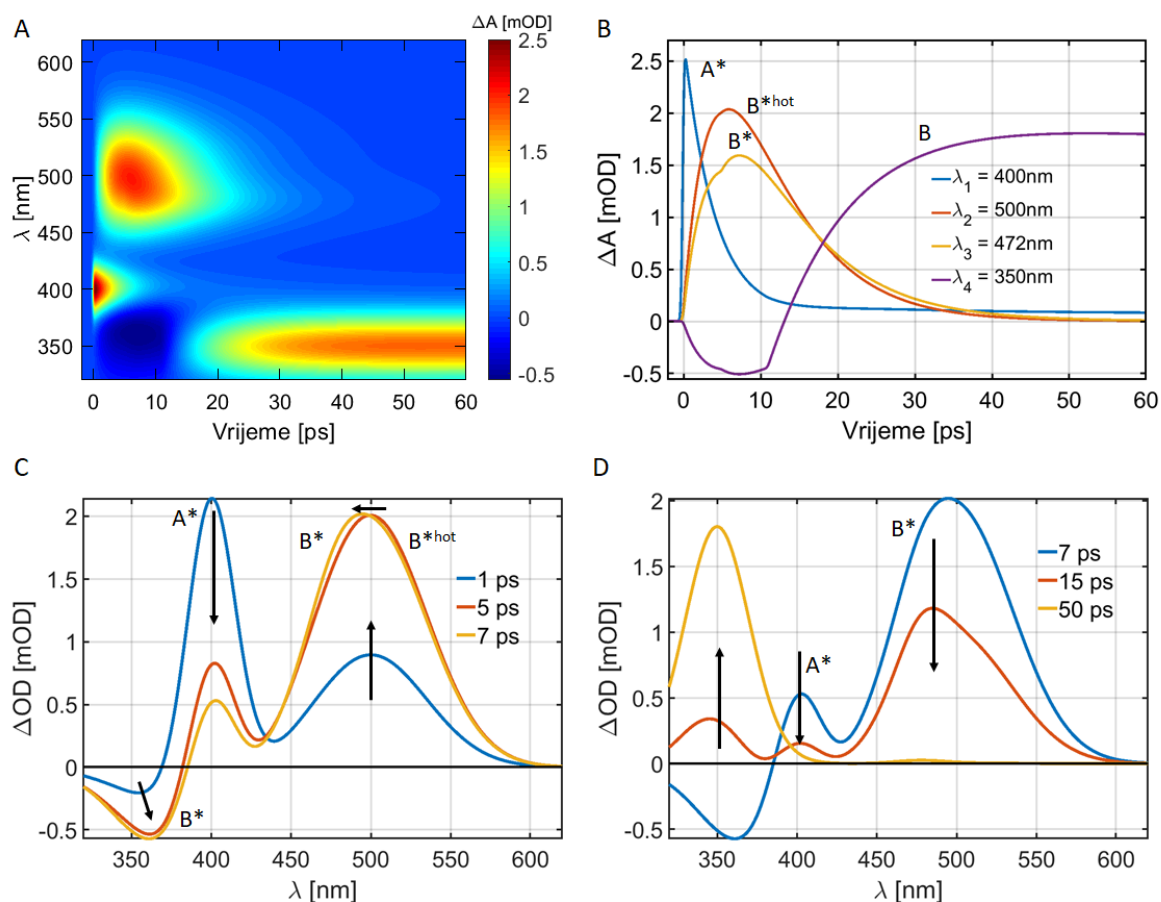 A
ΔA [mOD]
600
550
500
450
400
350
λ [nm]
0 10 20 30 40 50 60
Vrijeme [ps]
2.5
2
1.5
1
0.5
0
-0.5
B
2.5
2
1.5
1
0.5
0
-0.5
ΔA [mOD]
A*
B*hot
B*
B
λ1 = 400nm
λ2 = 500nm
λ3 = 472nm
λ4 = 350nm
0 10 20 30 40 50 60
Vrijeme [ps]
C
2
1.5
1
0.5
0
-0.5
ΔOD [mOD]
A*
B*
B*hot
B*
1 ps
5 ps
7 ps
350 400 450 500 550 600
λ [nm]
D
2
1.5
1
0.5
0
-0.5
ΔOD [mOD]
B*
A*
7 ps
15 ps
50 ps
350 400 450 500 550 600
λ [nm]